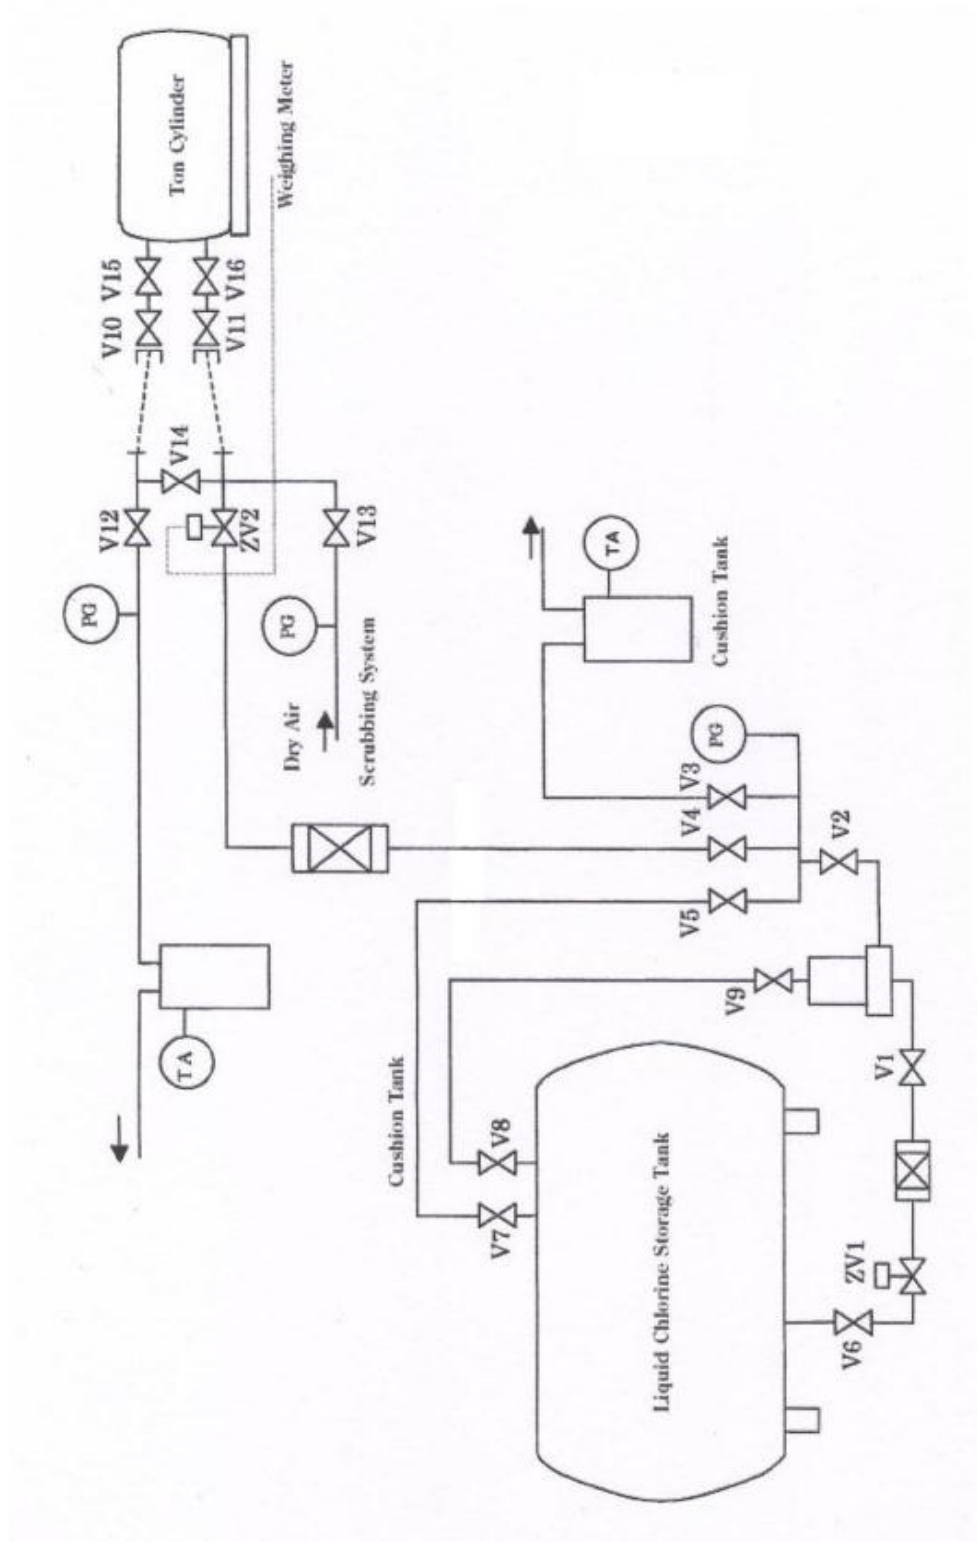 Ton Cylinder
Weighing Meter
V15
V16
V10
V11
V14
V12
ZV2
V13
PG
PG
Dry Air
Scrubbing System
TA
Cushion Tank
PG
V3
V4
V5
V2
TA
Cushion Tank
V9
V1
V8
V7
Liquid Chlorine Storage Tank
ZV1
V6